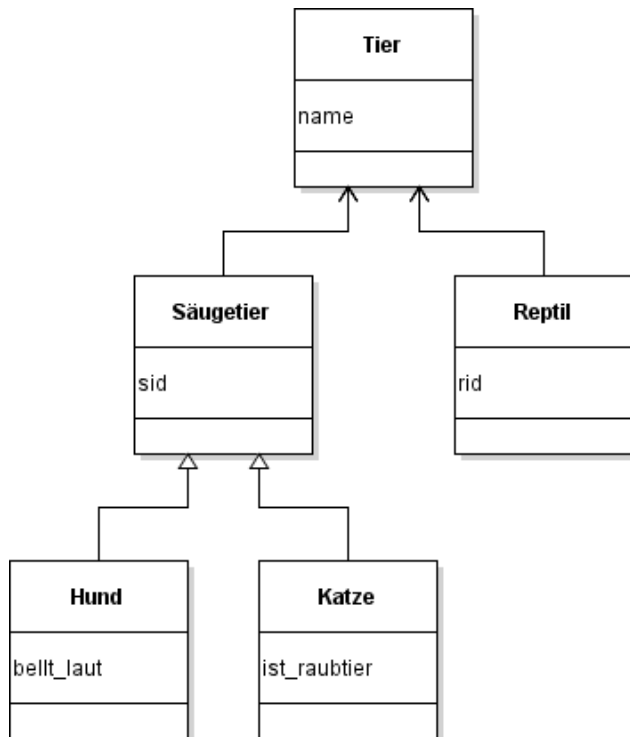 Tier
name
Säugetier
sid
Reptil
rid
Hund
bellt_laut
Katze
ist_raubtier